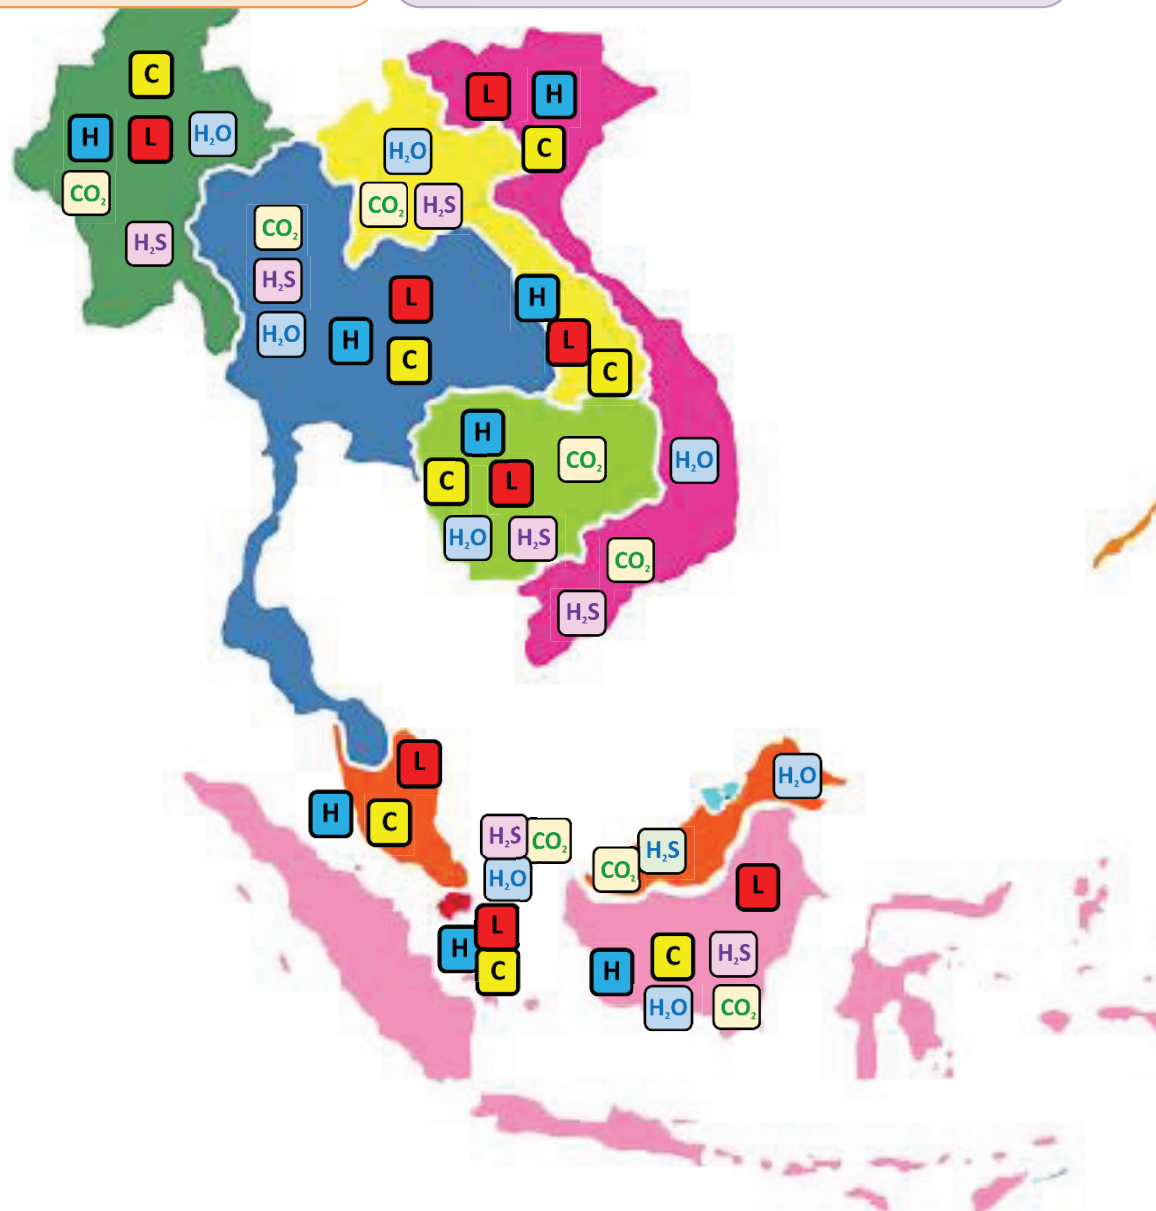 C
H L H₂O
CO₂
H₂S
L H
C
H₂O
CO₂ H₂S
CO₂
H₂S
H₂O
L
H
C
H
L
C
H
CO₂
C L
H₂O H₂S
H₂O
CO₂
H₂S
L
H C
H₂O
H₂S CO₂
H₂O
CO₂ H₂S
L
H
C
L
H C H₂S
H₂O CO₂